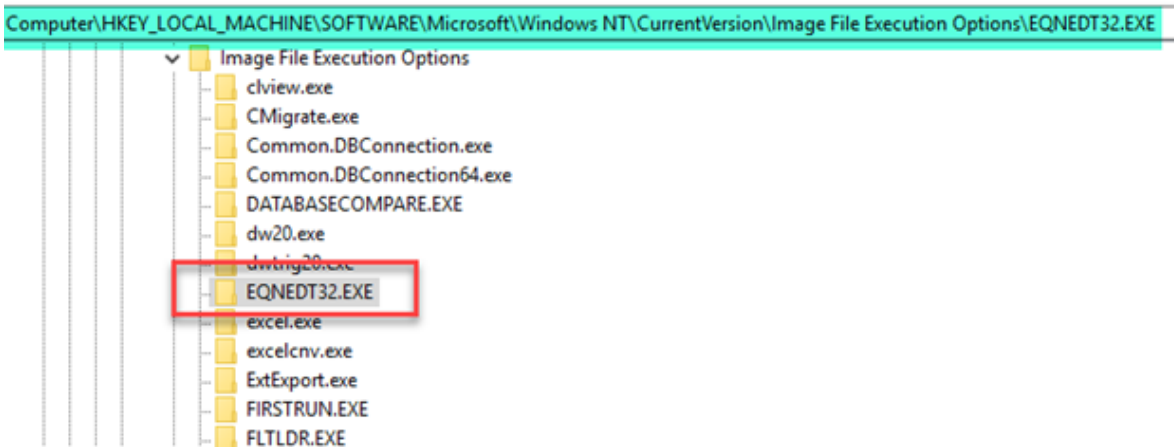 Computer\HKEY_LOCAL_MACHINE\SOFTWARE\Microsoft\Windows NT\CurrentVersion\Image File Execution Options\EQNEDT32.EXE
Image File Execution Options
clview.exe
CMigrate.exe
Common.DBConnection.exe
Common.DBConnection64.exe
DATABASECOMPARE.EXE
dw20.exe
dwtrig20.exe
EQNEDT32.EXE
excel.exe
excelcnv.exe
ExtExport.exe
FIRSTRUN.EXE
FLTLDR.EXE